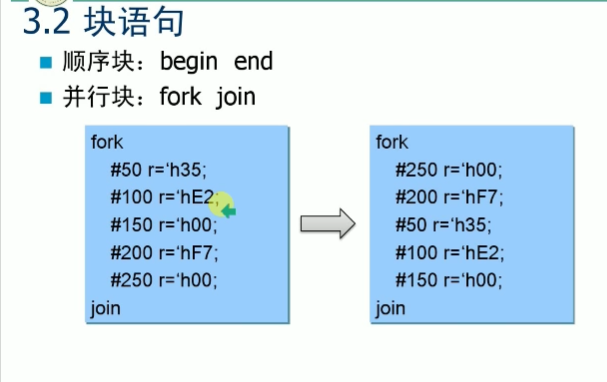 3.2 块语句
顺序块：begin end
并行块：fork join
fork
#50 r=‘h35;
#100 r=‘hE2;
#150 r=‘h00;
#200 r=‘hF7;
#250 r=‘h00;
join
fork
#250 r=‘h00;
#200 r=‘hF7;
#50 r=‘h35;
#100 r=‘hE2;
#150 r=‘h00;
join